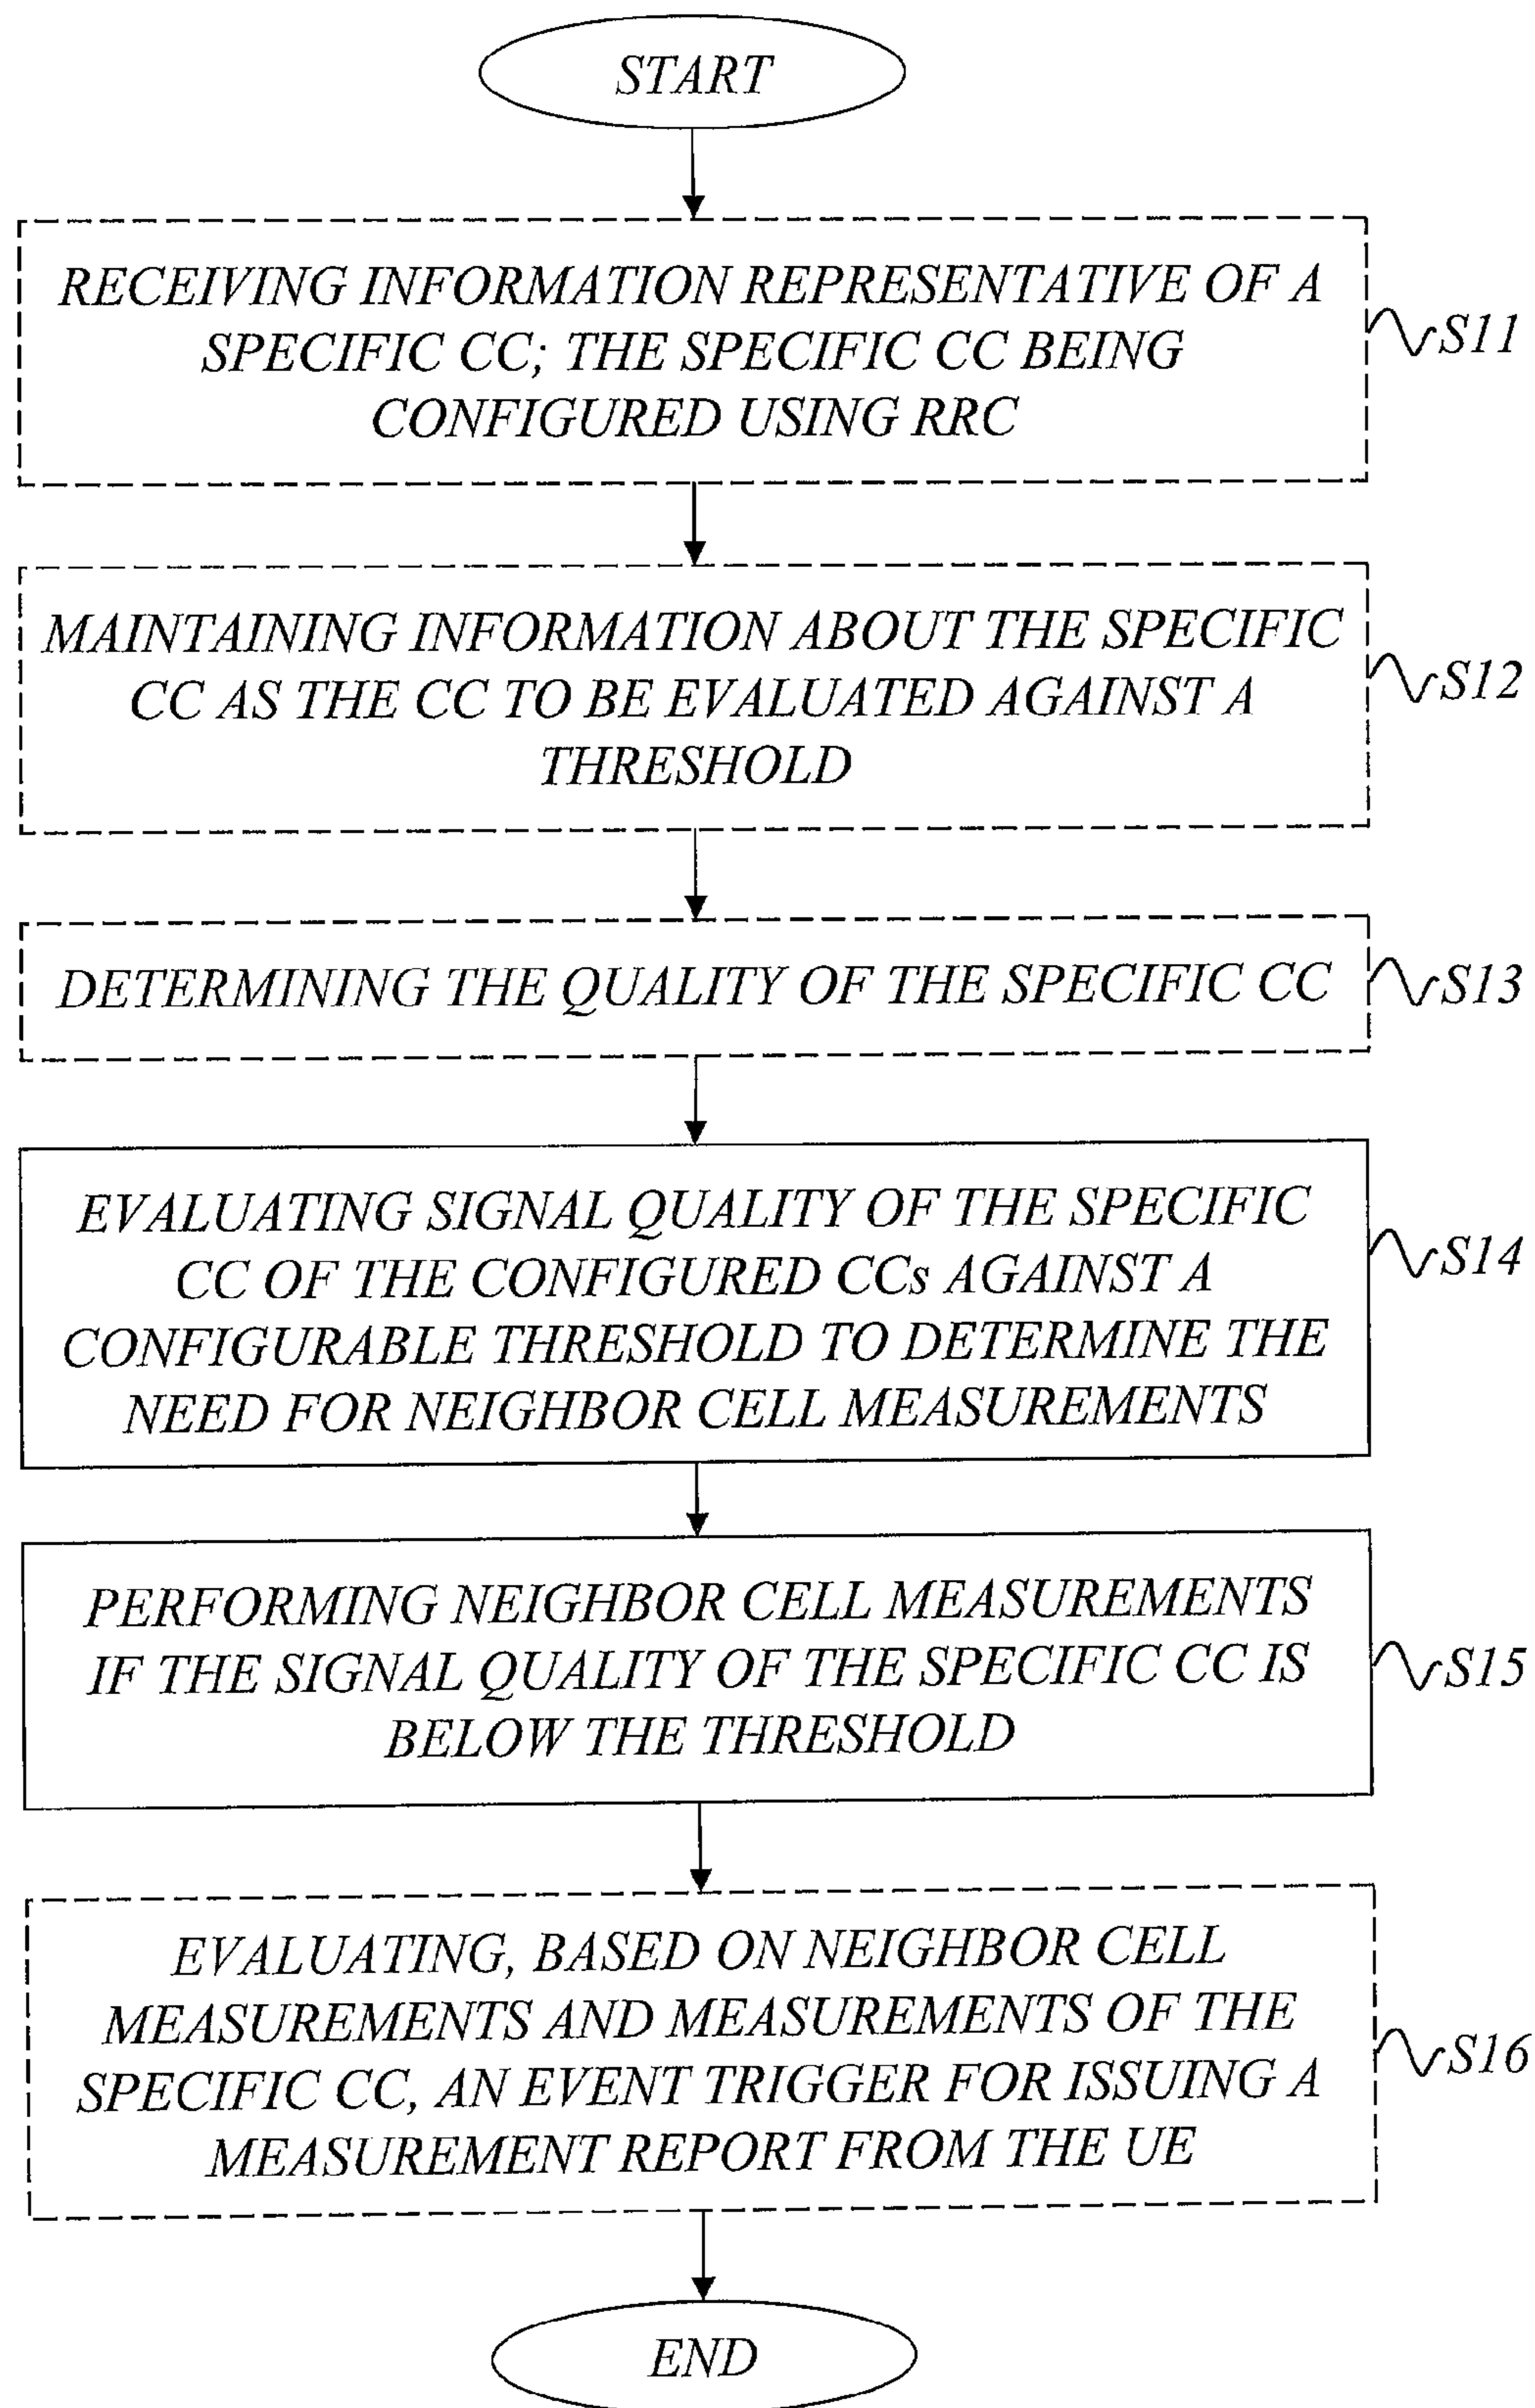 START
RECEIVING INFORMATION REPRESENTATIVE OF A
SPECIFIC CC; THE SPECIFIC CC BEING
CONFIGURED USING RRC
S11
MAINTAINING INFORMATION ABOUT THE SPECIFIC
CC AS THE CC TO BE EVALUATED AGAINST A
THRESHOLD
S12
DETERMINING THE QUALITY OF THE SPECIFIC CC
S13
EVALUATING SIGNAL QUALITY OF THE SPECIFIC
CC OF THE CONFIGURED CCs AGAINST A
CONFIGURABLE THRESHOLD TO DETERMINE THE
NEED FOR NEIGHBOR CELL MEASUREMENTS
S14
PERFORMING NEIGHBOR CELL MEASUREMENTS
IF THE SIGNAL QUALITY OF THE SPECIFIC CC IS
BELOW THE THRESHOLD
S15
EVALUATING, BASED ON NEIGHBOR CELL
MEASUREMENTS AND MEASUREMENTS OF THE
SPECIFIC CC, AN EVENT TRIGGER FOR ISSUING A
MEASUREMENT REPORT FROM THE UE
S16
END